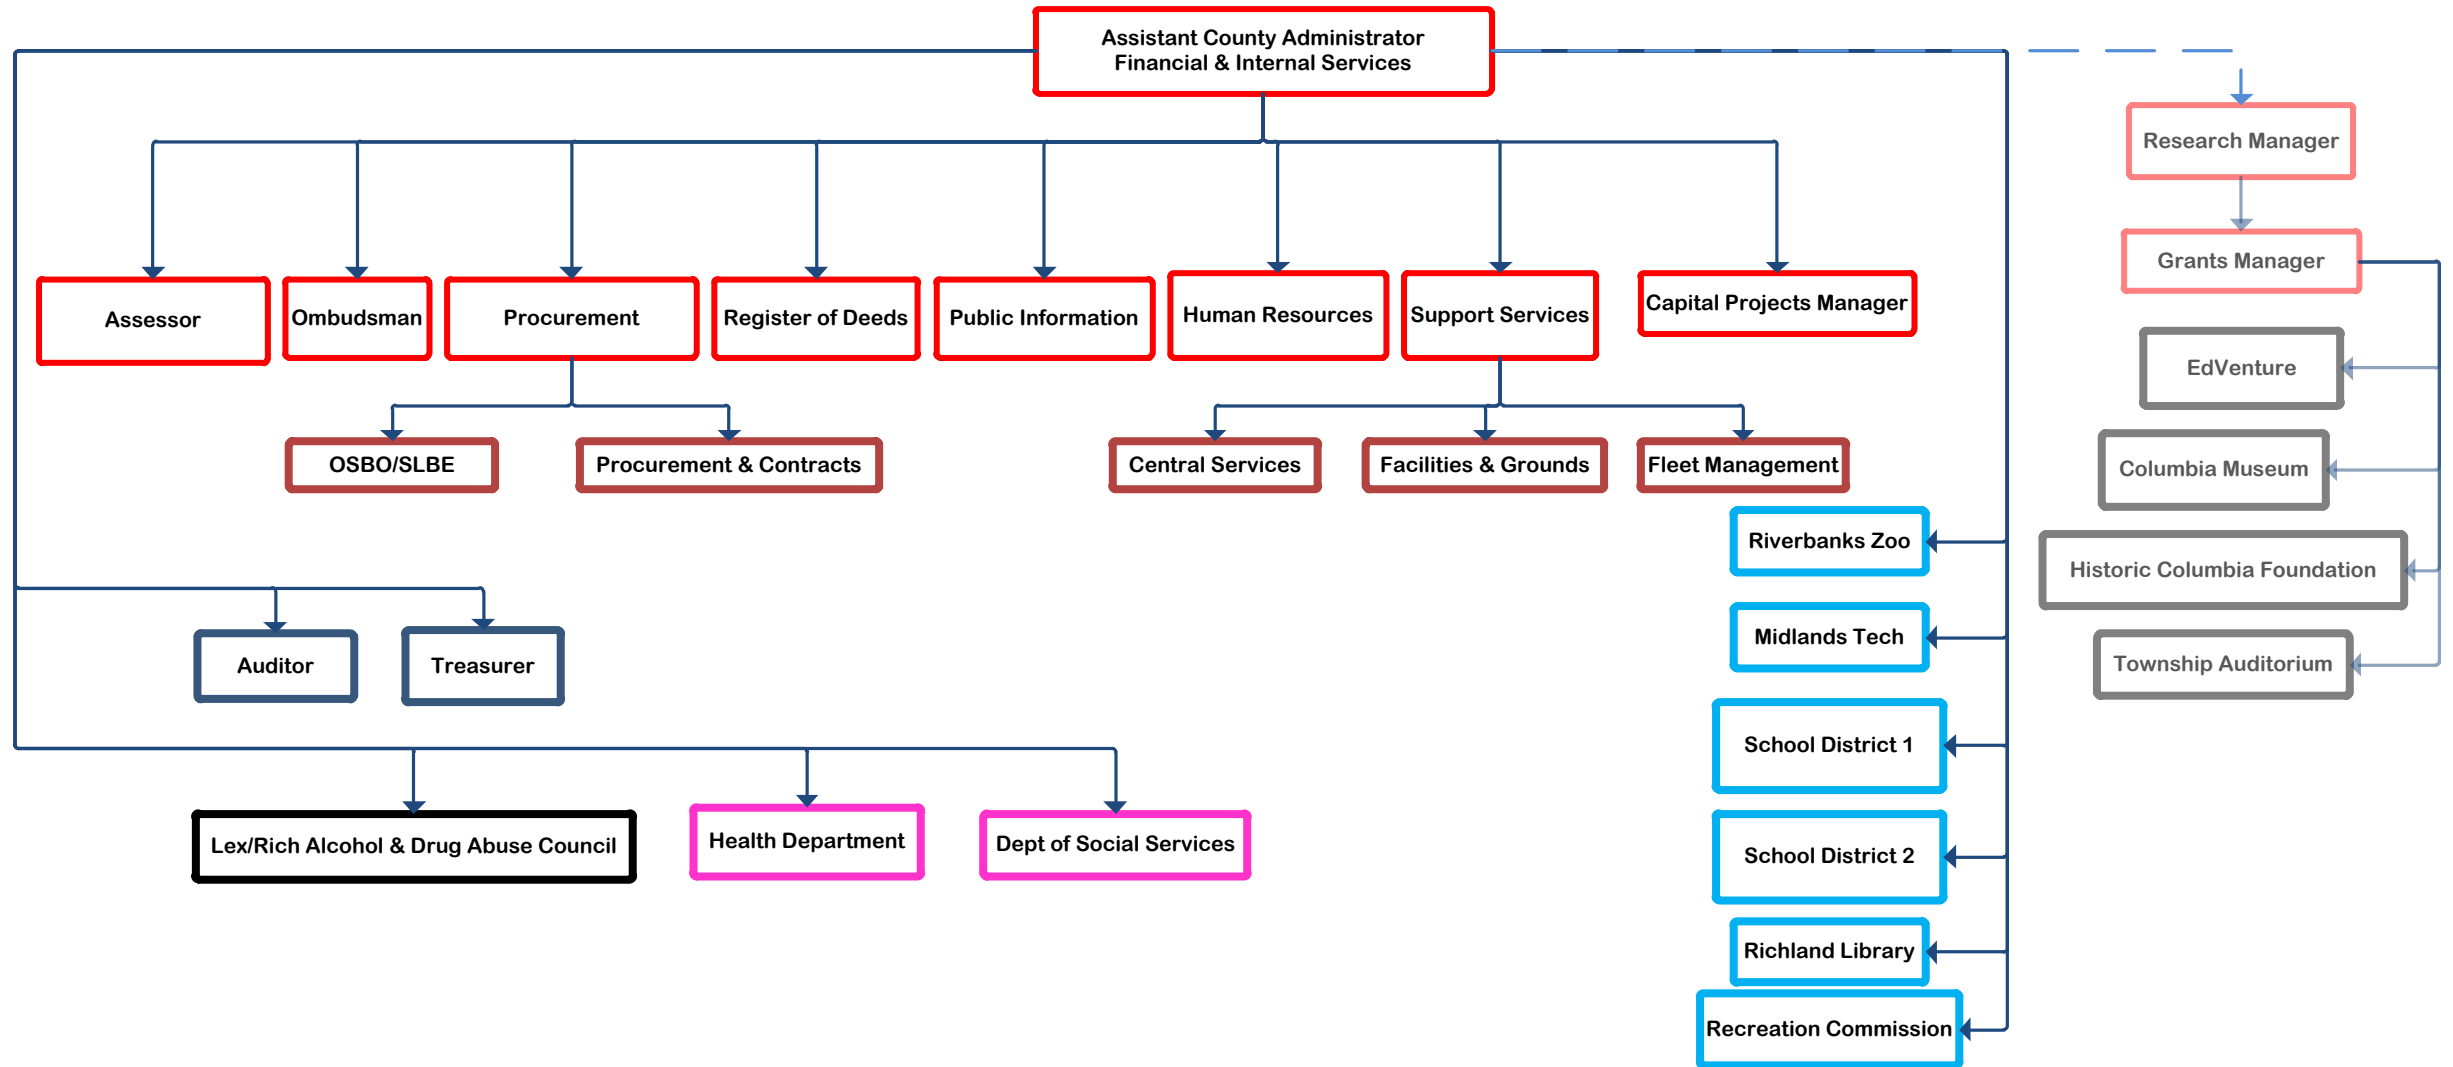 Assistant County Administrator
Financial & Internal Services
Research Manager
Grants Manager
Assessor
Ombudsman
Procurement
Register of Deeds
Public Information
Human Resources
Support Services
Capital Projects Manager
EdVenture
OSBO/SLBE
Procurement & Contracts
Central Services
Facilities & Grounds
Fleet Management
Columbia Museum
Riverbanks Zoo
Historic Columbia Foundation
Midlands Tech
Auditor
Treasurer
Township Auditorium
School District 1
Lex/Rich Alcohol & Drug Abuse Council
Health Department
Dept of Social Services
School District 2
Richland Library
Recreation Commission